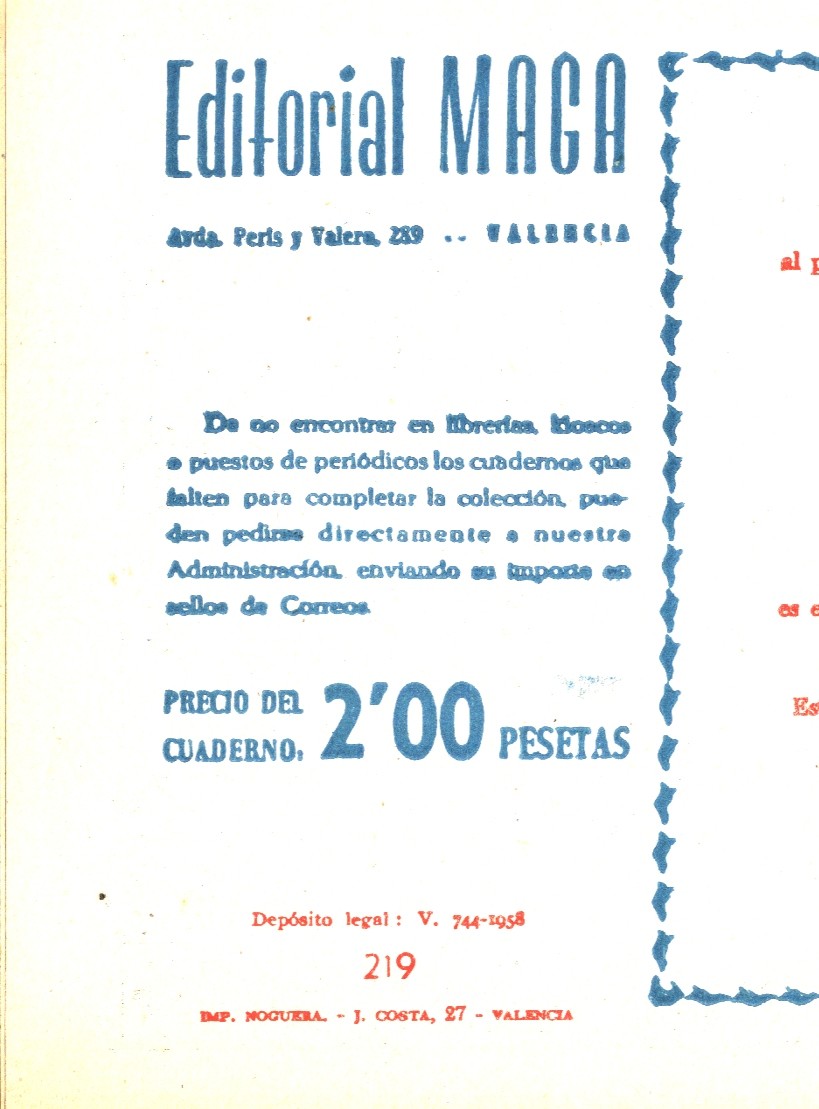 Editorial MAGA
Avda. Peris y Valero, 289 .. VALENCIA
De no encontrar en librerías, kioscos
o puestos de periódicos los cuadernos que
falten para completar la colección, pue-
den pedirse directamente a nuestra
Administración, enviando su importe en
sellos de Correos.
PRECIO DEL
CUADERNO: 2'00 PESETAS
Depósito legal: V. 744-1958
219
IMP. NOGUERA. - J. COSTA, 27 - VALENCIA
al p
es e
Es